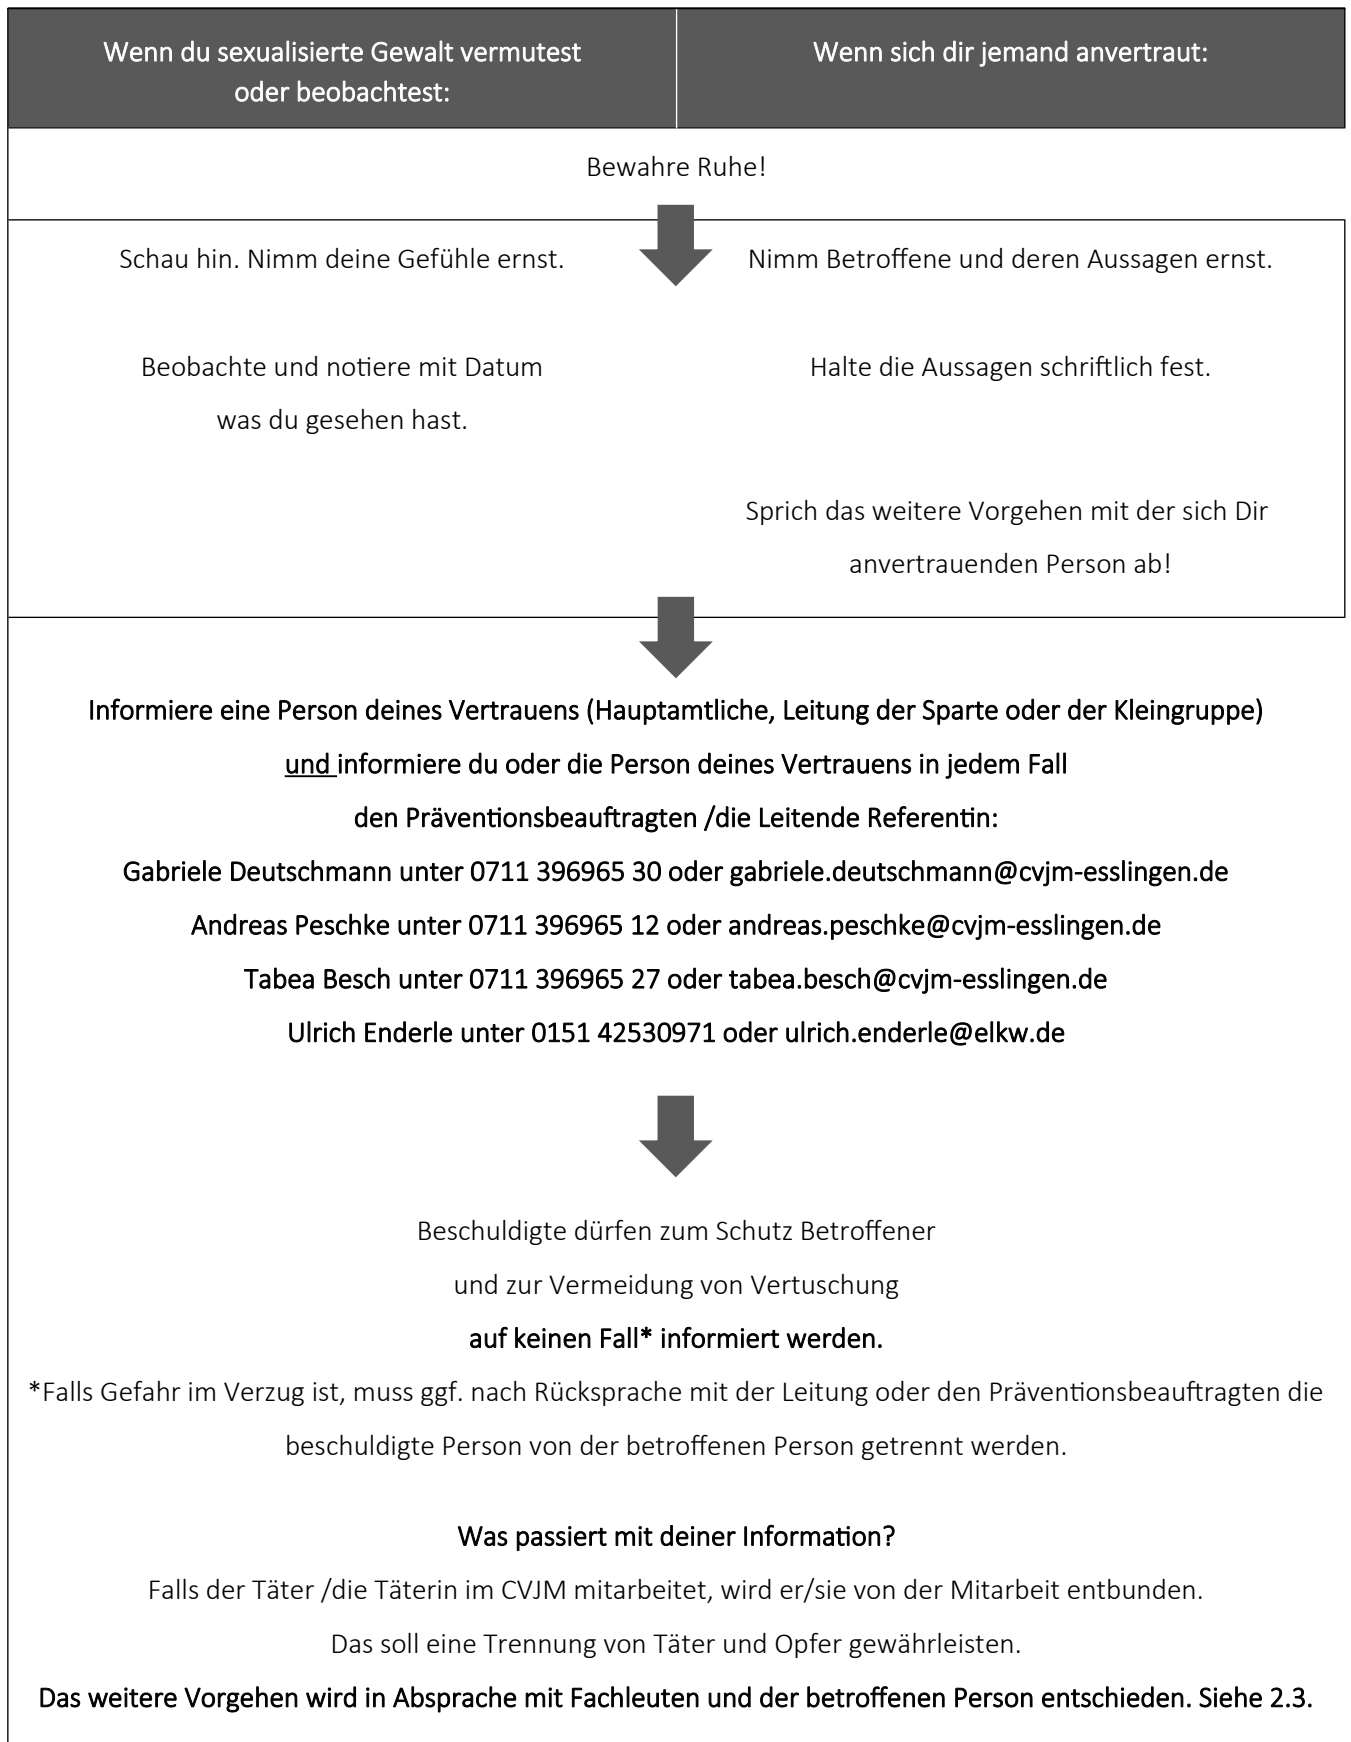 Wenn du sexualisierte Gewalt vermutest
oder beobachtest:
Wenn sich dir jemand anvertraut:
Bewahre Ruhe!
Schau hin. Nimm deine Gefühle ernst.
Beobachte und notiere mit Datum
was du gesehen hast.
Nimm Betroffene und deren Aussagen ernst.
Halte die Aussagen schriftlich fest.
Sprich das weitere Vorgehen mit der sich Dir
anvertrauenden Person ab!
Informiere eine Person deines Vertrauens (Hauptamtliche, Leitung der Sparte oder der Kleingruppe)
und informiere du oder die Person deines Vertrauens in jedem Fall
den Präventionsbeauftragten /die Leitende Referentin:
Gabriele Deutschmann unter 0711 396965 30 oder gabriele.deutschmann@cvjm-esslingen.de
Andreas Peschke unter 0711 396965 12 oder andreas.peschke@cvjm-esslingen.de
Tabea Besch unter 0711 396965 27 oder tabea.besch@cvjm-esslingen.de
Ulrich Enderle unter 0151 42530971 oder ulrich.enderle@elkw.de
Beschuldigte dürfen zum Schutz Betroffener
und zur Vermeidung von Vertuschung
auf keinen Fall* informiert werden.
*Falls Gefahr im Verzug ist, muss ggf. nach Rücksprache mit der Leitung oder den Präventionsbeauftragten die
beschuldigte Person von der betroffenen Person getrennt werden.
Was passiert mit deiner Information?
Falls der Täter /die Täterin im CVJM mitarbeitet, wird er/sie von der Mitarbeit entbunden.
Das soll eine Trennung von Täter und Opfer gewährleisten.
Das weitere Vorgehen wird in Absprache mit Fachleuten und der betroffenen Person entschieden. Siehe 2.3.